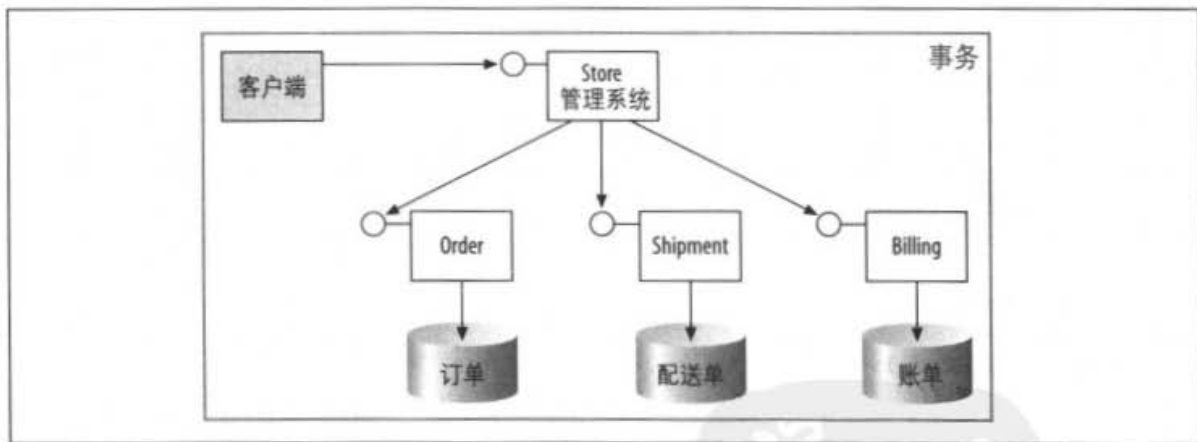 事务
客户端
Store
管理系统
Order
Shipment
Billing
订单
配送单
账单